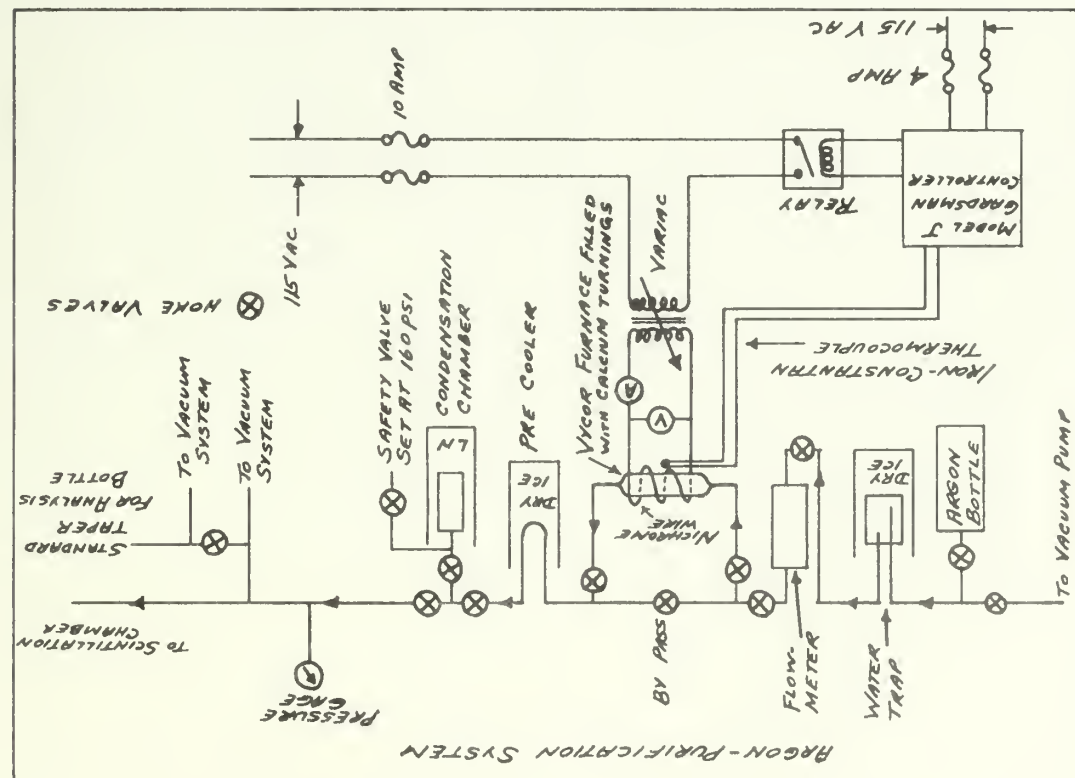 ARGON-PURIFICATION SYSTEM
TO VACUUM PUMP
ARGON
BOTTLE
WATER
TRAP
DRY
ICE
FLOW-
METER
BY PASS
NICHROME
WIRE
VYCOR FURNACE FILLED
WITH CALCIUM TURNINGS
A
V
VARIAC
IRON-CONSTANTAN
THERMOCOUPLE
MODEL J
GARDSMAN
CONTROLLER
RELAY
4 AMP
115 V AC
10 AMP
115 VAC
DRY
ICE
PRE COOLER
LN
CONDENSATION
CHAMBER
SAFETY VALVE
SET AT 160 PSI
PRESSURE
GAGE
TO SCINTILLATION
CHAMBER
STANDARD
TAPER
FOR ANALYSIS
BOTTLE
TO VACUUM
SYSTEM
TO VACUUM
SYSTEM
HOKE VALVES